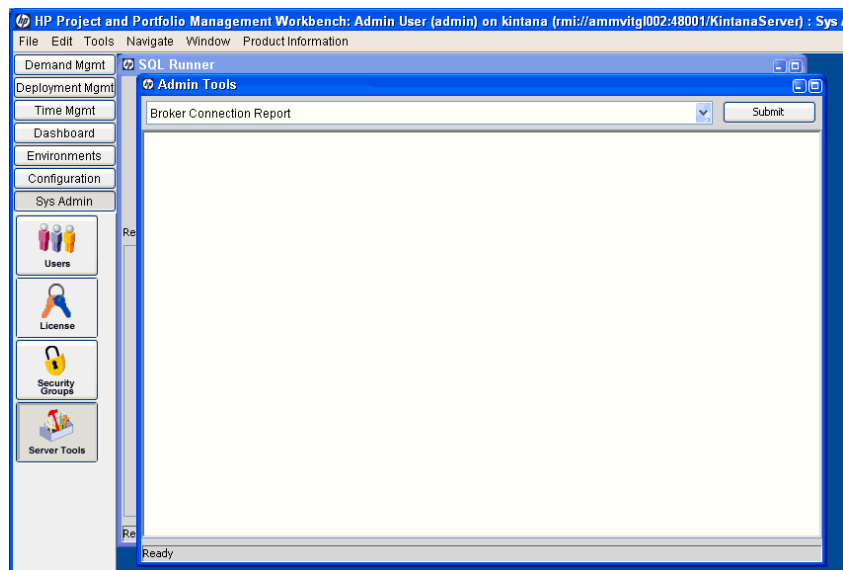 HP Project and Portfolio Management Workbench: Admin User (admin) on kintana (rmi://ammvitgl002:48001/KintanaServer) : Sys
File Edit Tools Navigate Window Product Information
Demand Mgmt
SQL Runner
Deployment Mgmt
Admin Tools
Time Mgmt
Broker Connection Report
Submit
Dashboard
Environments
Configuration
Sys Admin
Re
Users
License
Security
Groups
Server Tools
Re
Ready